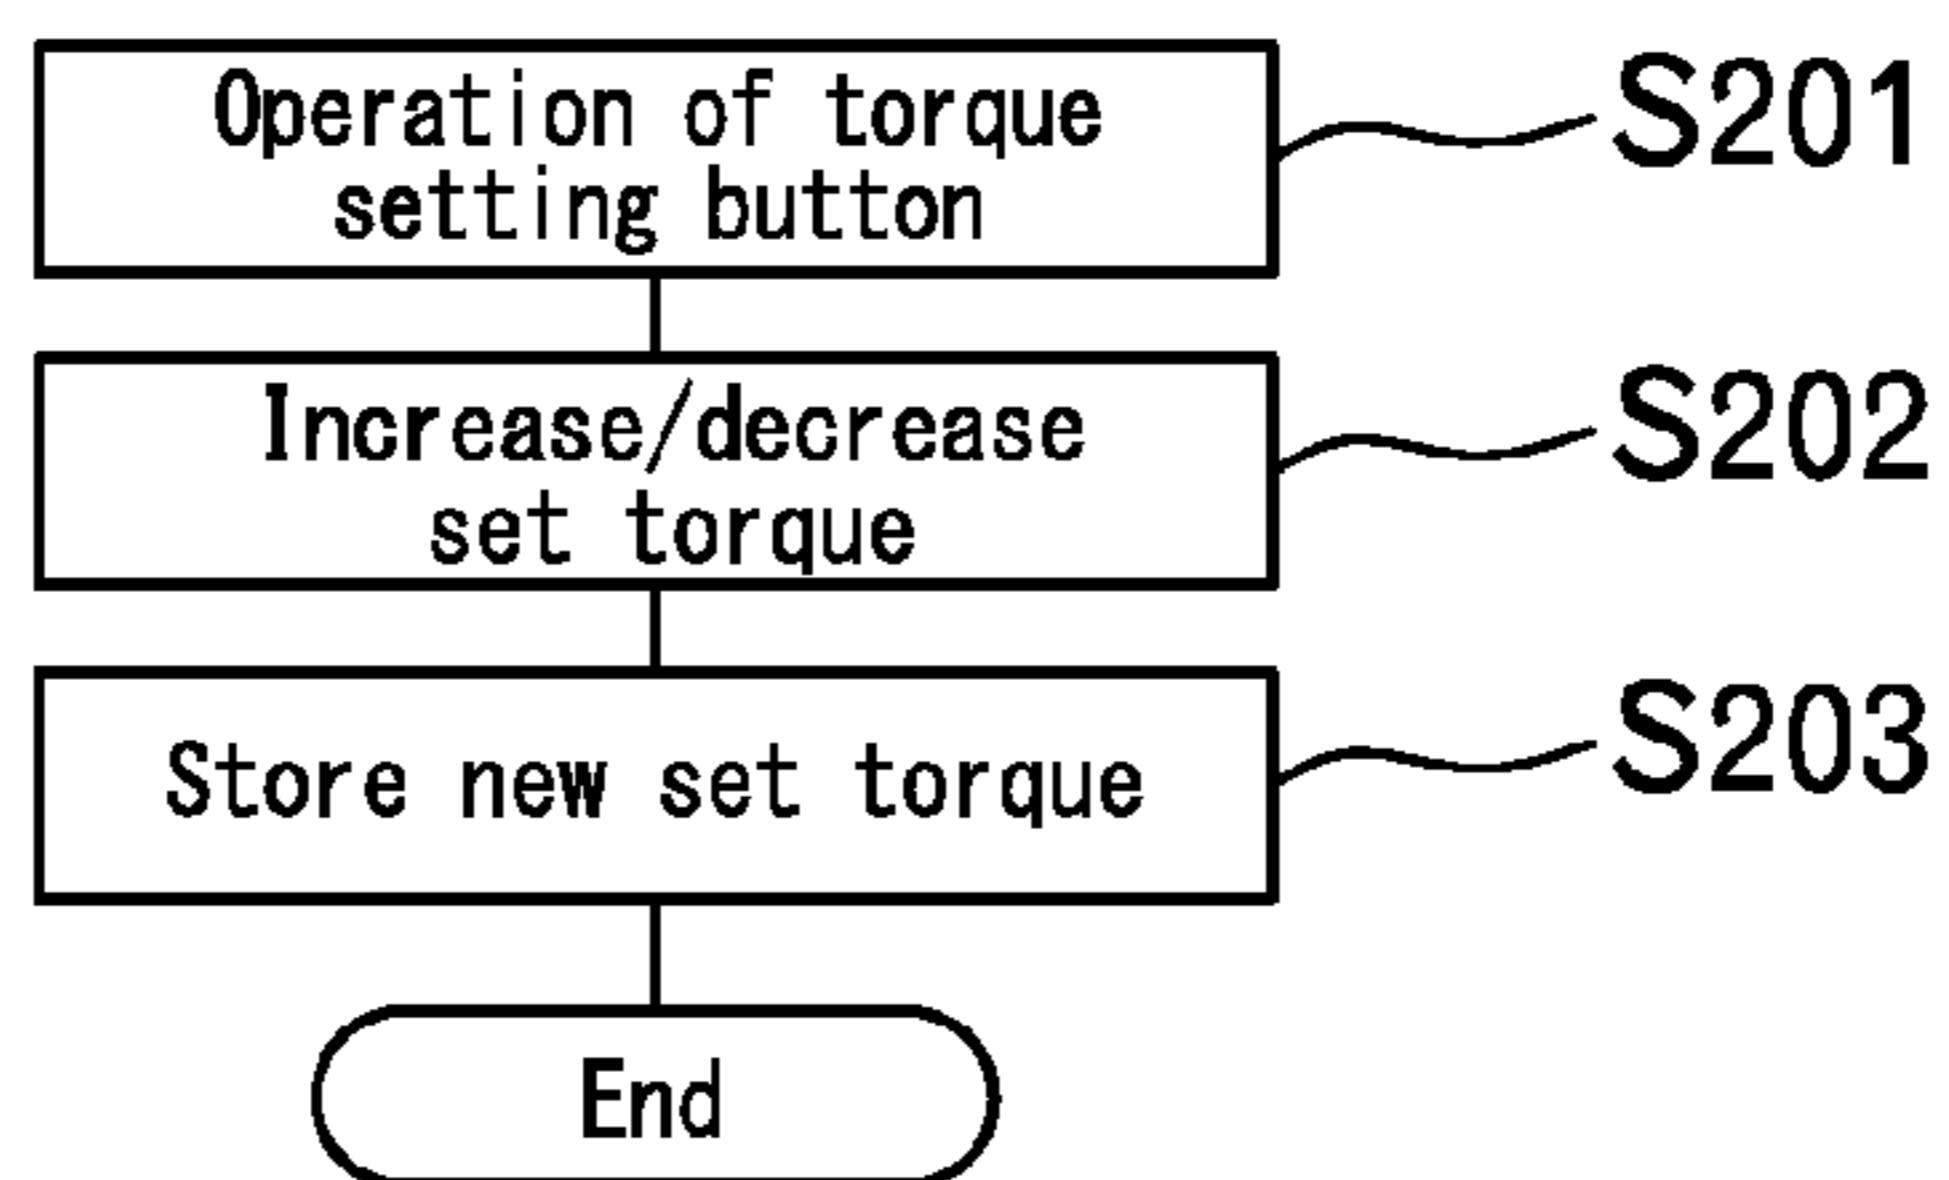 Operation of torque
setting button
S201
Increase/decrease
set torque
S202
Store new set torque
S203
End